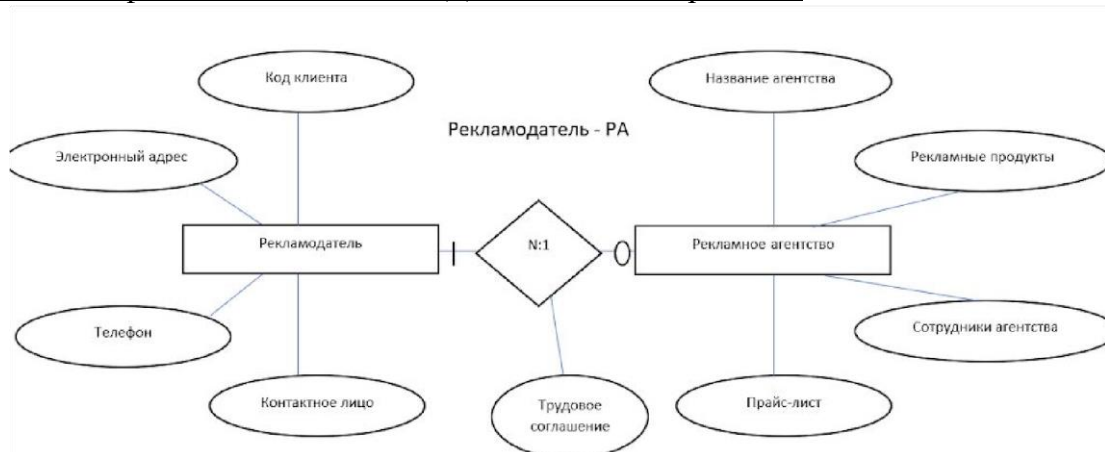 Код клиента
Название агентства
Рекламодатель - РА
Электронный адрес
Рекламные продукты
Рекламодатель
N:1
Рекламное агентство
Телефон
Сотрудники агентства
Контактное лицо
Трудовое
соглашение
Прайс-лист